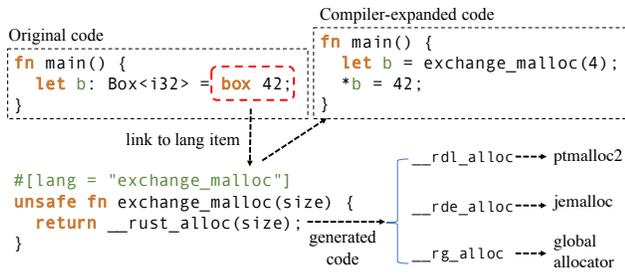 Original code
fn main() {
let b: Box<i32> = box 42;
}
Compiler-expanded code
fn main() {
let b = exchange_malloc(4);
*b = 42;
}
link to lang item
#[lang = "exchange_malloc"]
unsafe fn exchange_malloc(size) {
return __rust_alloc(size);
}
generated
code
__rdl_alloc
ptmalloc2
__rde_alloc
jemalloc
__rg_alloc
global
allocator